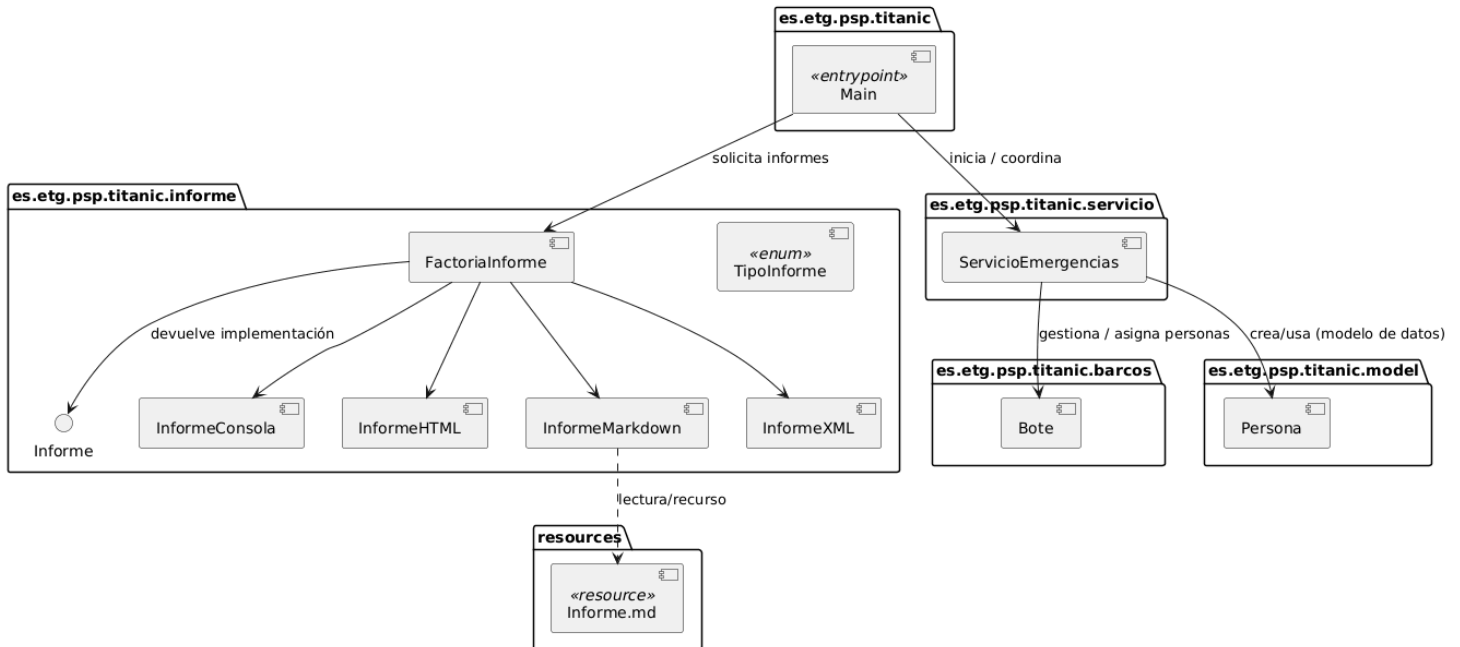 es.etg.psp.titanic
«entrypoint»
Main
solicita informes
inicia / coordina
es.etg.psp.titanic.informe
es.etg.psp.titanic.servicio
FactoriaInforme
«enum»
TipoInforme
ServicioEmergencias
devuelve implementación
gestiona / asigna personas
crea/usa (modelo de datos)
es.etg.psp.titanic.barcos
es.etg.psp.titanic.model
Informe
InformeConsola
InformeHTML
InformeMarkdown
InformeXML
Bote
Persona
lectura/recurso
resources
«resource»
Informe.md